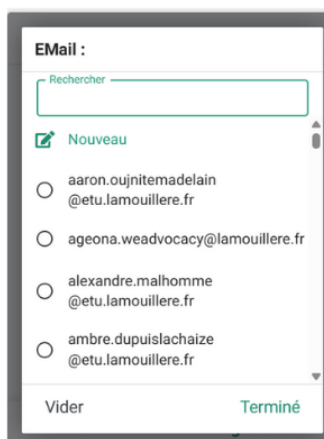 EMail :
Rechercher
Nouveau
aaron.oujnitemadelain
@etu.lamouillere.fr
ageona.weadvocacy@lamouillere.fr
alexandre.malhomme
@etu.lamouillere.fr
ambre.dupuislachaize
@etu.lamouillere.fr
Vider
Terminé